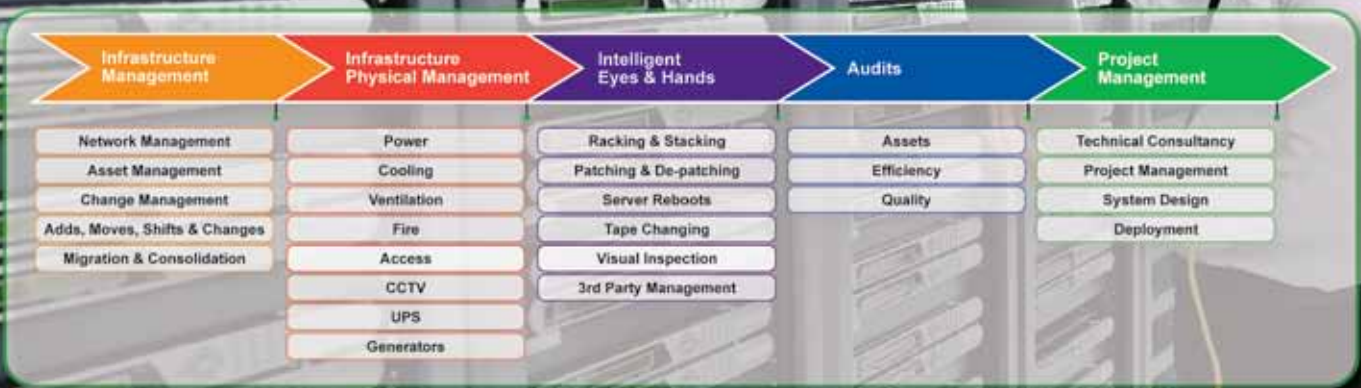 Infrastructure
Management
Infrastructure
Physical Management
Intelligent
Eyes & Hands
Audits
Project
Management
Network Management
Asset Management
Change Management
Adds, Moves, Shifts & Changes
Migration & Consolidation
Power
Cooling
Ventilation
Fire
Access
CCTV
UPS
Generators
Racking & Stacking
Patching & De-patching
Server Reboots
Tape Changing
Visual Inspection
3rd Party Management
Assets
Efficiency
Quality
Technical Consultancy
Project Management
System Design
Deployment